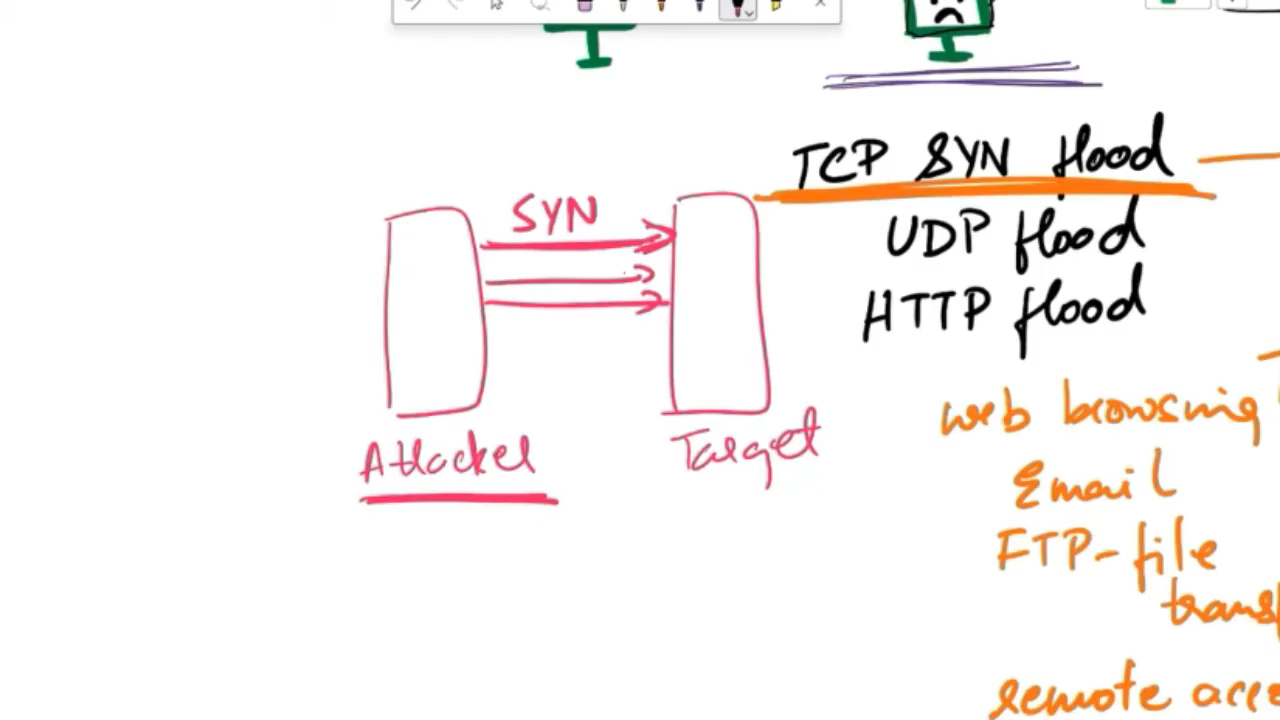 TCP SYN flood
SYN
UDP flood
HTTP flood
web browsing
Attacker
Target
Email
FTP-file
remote